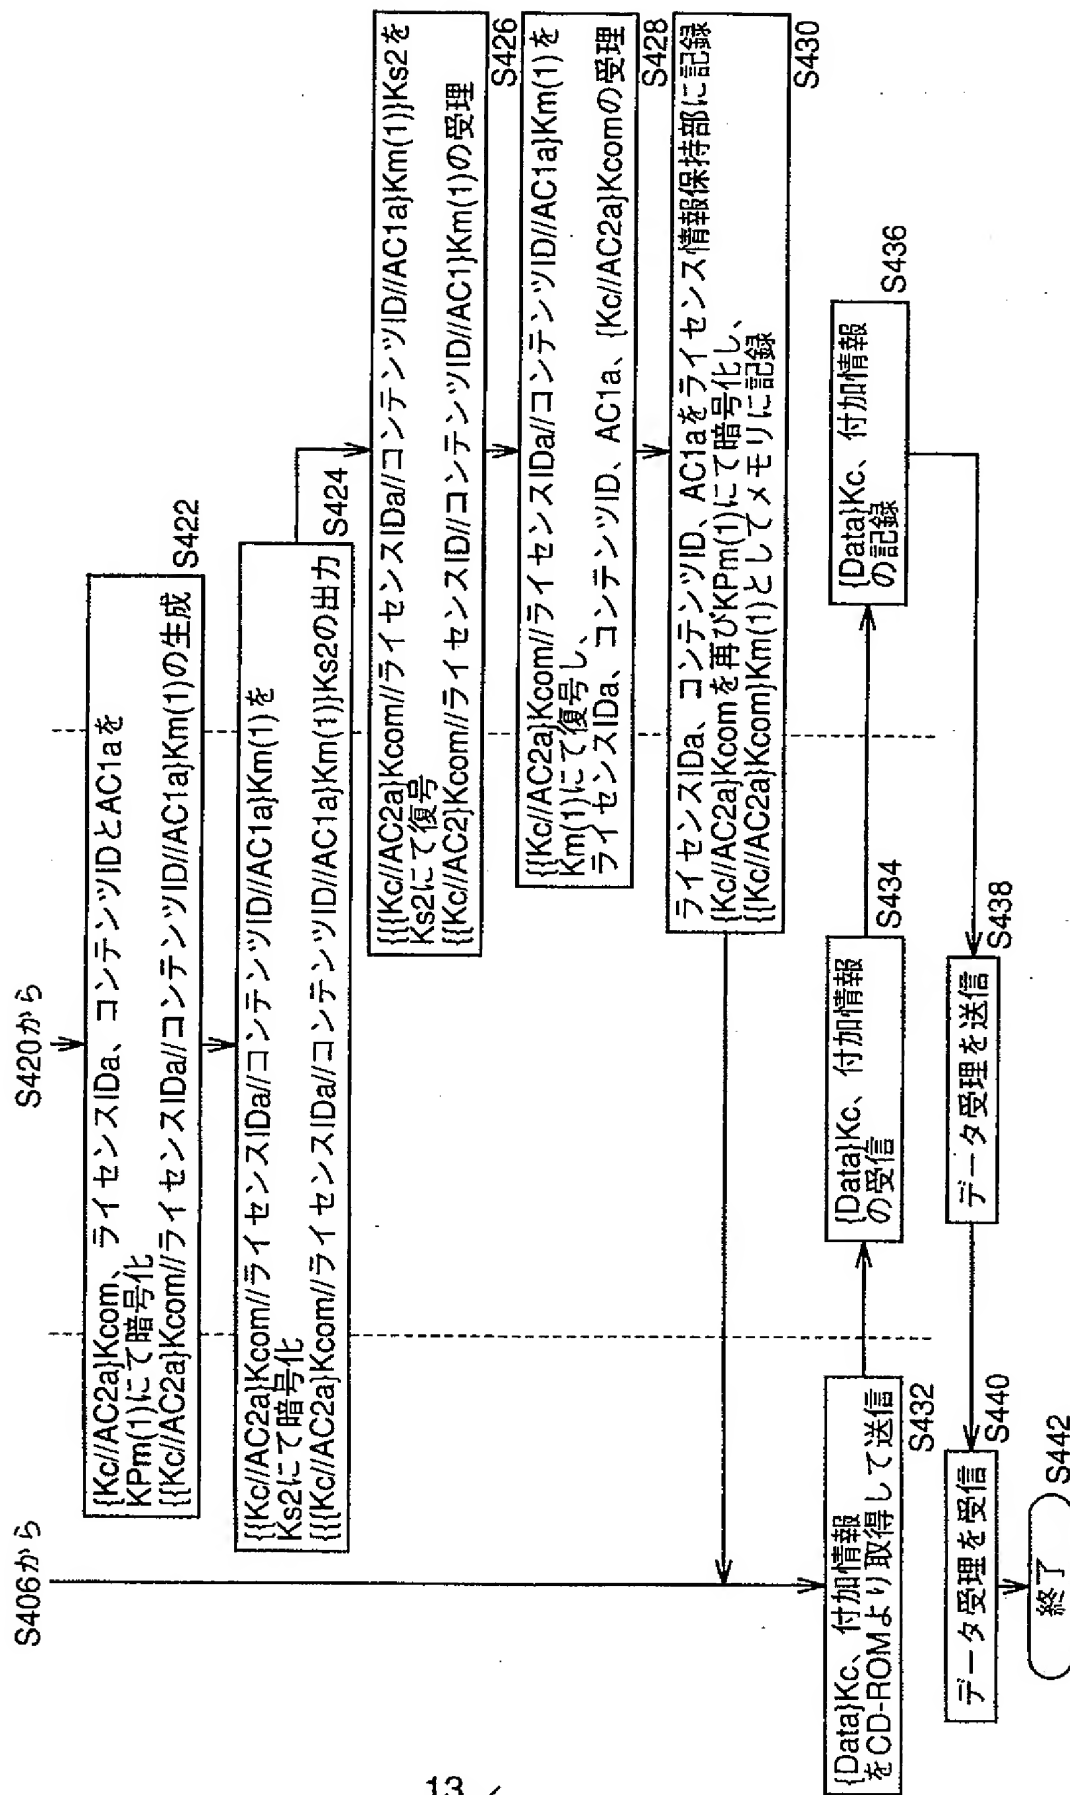 S406から
S420から
{Kc//AC2a}Kcom、ライセンスIDa、コンテンツIDとAC1aを
KPm(1)にて暗号化
{{Kc//AC2a}Kcom//ライセンスIDa//コンテンツID//AC1a}Km(1)の生成
S422
{{Kc//AC2a}Kcom//ライセンスIDa//コンテンツID//AC1a}Km(1)を
Ks2にて暗号化
{{{Kc//AC2a}Kcom//ライセンスIDa//コンテンツID//AC1a}Km(1)}Ks2の出力
S424
{{{Kc//AC2a}Kcom//ライセンスIDa//コンテンツID//AC1a}Km(1)}Ks2を
Ks2にて復号
{{Kc//AC2}Kcom//ライセンスID//コンテンツID//AC1}Km(1)の受理
S426
{{Kc//AC2a}Kcom//ライセンスIDa//コンテンツID//AC1a}Km(1)を
Km(1)にて復号し、
ライセンスIDa、コンテンツID、AC1a、{Kc//AC2a}Kcomの受理
S428
ライセンスIDa、コンテンツID、AC1aをライセンス情報保持部に記録
{Kc//AC2a}Kcomを再びKPm(1)にて暗号化し、
{{Kc//AC2a}Kcom}Km(1)としてメモリに記録
S430
{Data}Kc、付加情報
をCD-ROMより取得して送信
S432
{Data}Kc、付加情報
の受信
S434
{Data}Kc、付加情報
の記録
S436
データ受理を送信
S438
データ受理を受信
S440
終了
S442
13